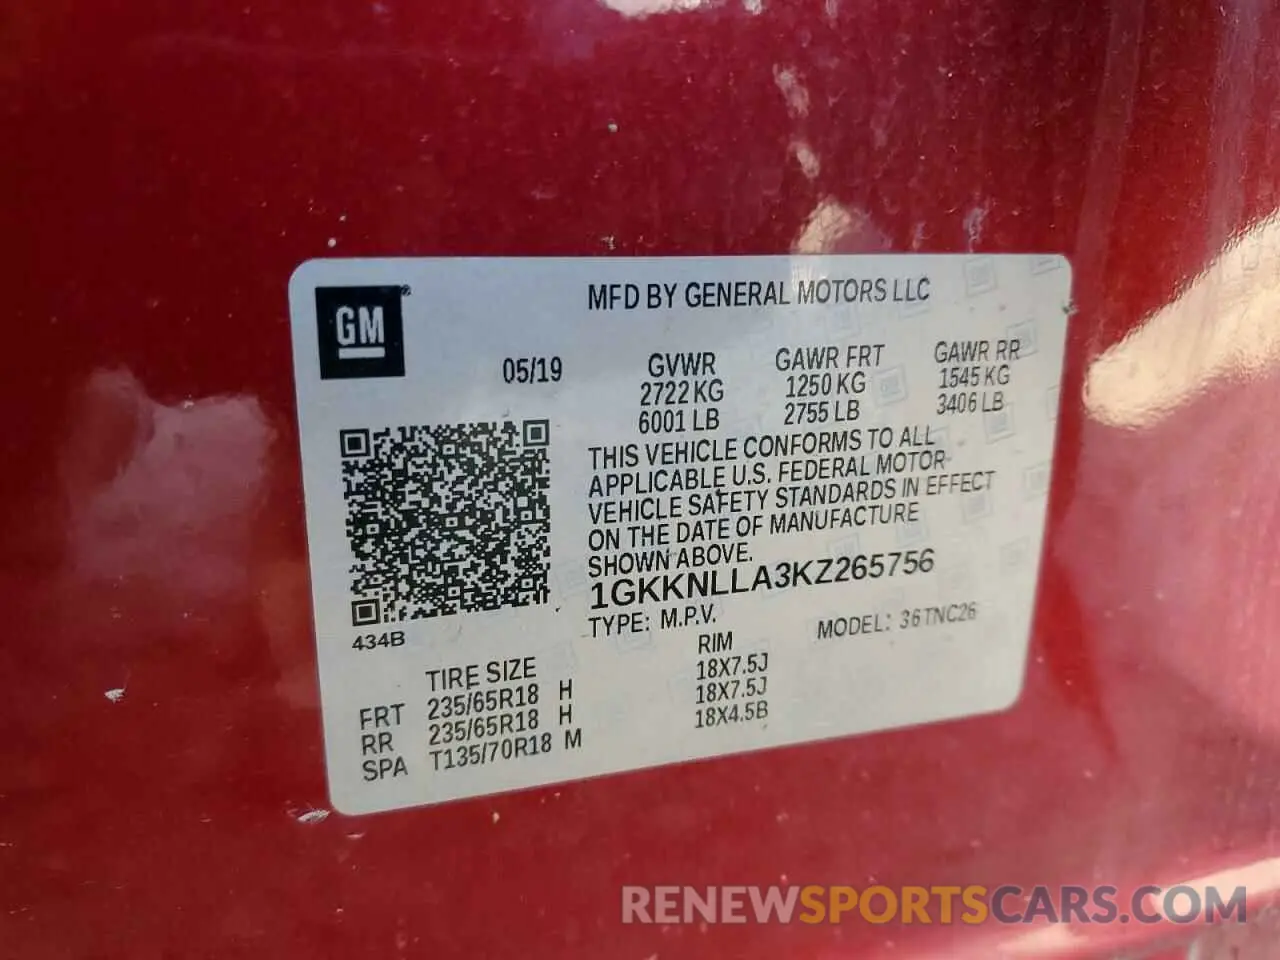 GM
MFD BY GENERAL MOTORS LLC
05/19
GVWR GAWR FRT GAWR RR
2722 KG 1250 KG 1545 KG
6001 LB 2755 LB 3406 LB
THIS VEHICLE CONFORMS TO ALL
APPLICABLE U.S. FEDERAL MOTOR
VEHICLE SAFETY STANDARDS IN EFFECT
ON THE DATE OF MANUFACTURE
SHOWN ABOVE.
1GKKNLLA3KZ265756
TYPE: M.P.V. MODEL: 36TNC26
434B
TIRE SIZE RIM
FRT 235/65R18 H 18X7.5J
RR 235/65R18 H 18X7.5J
SPA T135/70R18 M 18X4.5B
RENEWSPORTSCARS.COM